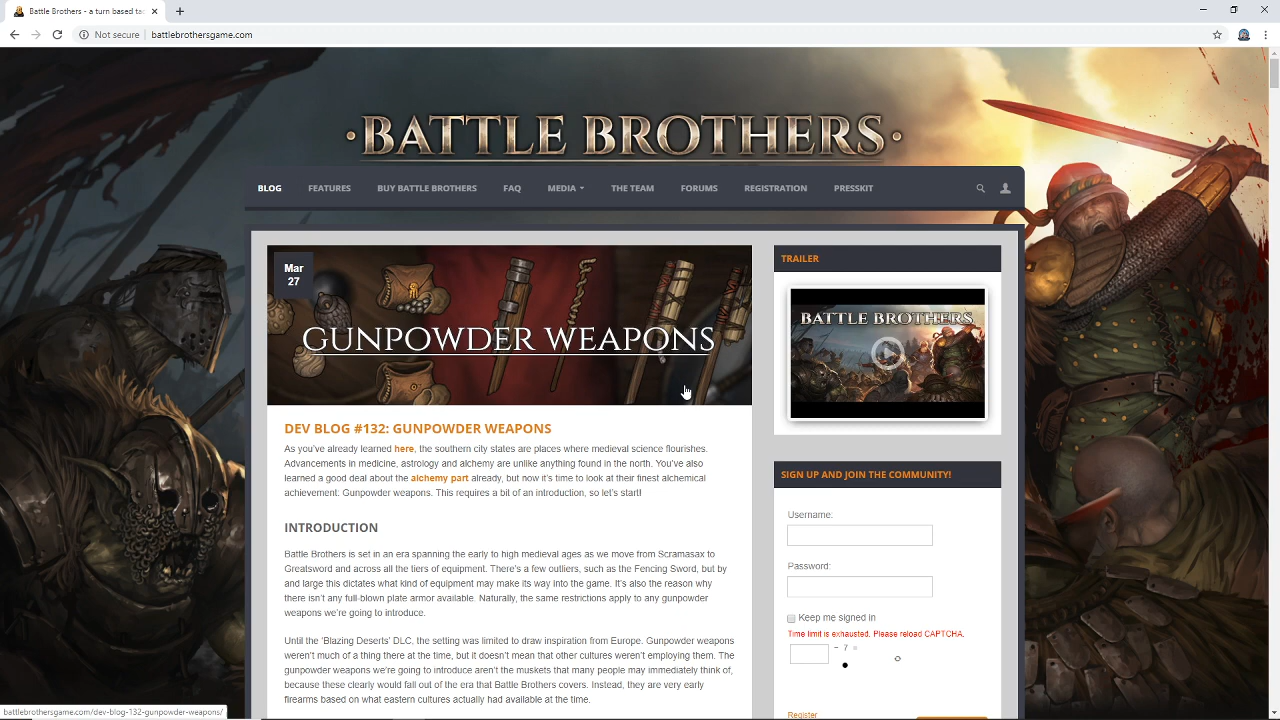 Battle Brothers - a turn based ta
Not secure | battlebrothersgame.com
·BATTLE BROTHERS·
BLOG FEATURES BUY BATTLE BROTHERS FAQ MEDIA THE TEAM FORUMS REGISTRATION PRESSKIT
Mar
27
GUNPOWDER WEAPONS
DEV BLOG #132: GUNPOWDER WEAPONS
As you've already learned here, the southern city states are places where medieval science flourishes.
Advancements in medicine, astrology and alchemy are unlike anything found in the north. You've also
learned a good deal about the alchemy part already, but now it's time to look at their finest alchemical
achievement: Gunpowder weapons. This requires a bit of an introduction, so let's start!
INTRODUCTION
Battle Brothers is set in an era spanning the early to high medieval ages as we move from Scramasax to
Greatsword and across all the tiers of equipment. There's a few outliers, such as the Fencing Sword, but by
and large this dictates what kind of equipment may make its way into the game. It's also the reason why
there isn't any full-blown plate armor available. Naturally, the same restrictions apply to any gunpowder
weapons we're going to introduce.
Until the 'Blazing Deserts' DLC, the setting was limited to draw inspiration from Europe. Gunpowder weapons
weren't much of a thing there at the time, but it doesn't mean that other cultures weren't employing them. The
gunpowder weapons we're going to introduce aren't the muskets that many people may immediately think of,
because these clearly would fall out of the era that Battle Brothers covers. Instead, they are very early
firearms based on what eastern cultures actually had available at the time.
TRAILER
BATTLE BROTHERS
SIGN UP AND JOIN THE COMMUNITY!
Username:
Password:
Keep me signed in
Time limit is exhausted. Please reload CAPTCHA.
− 7 =
Register
battlebrothersgame.com/dev-blog-132-gunpowder-weapons/